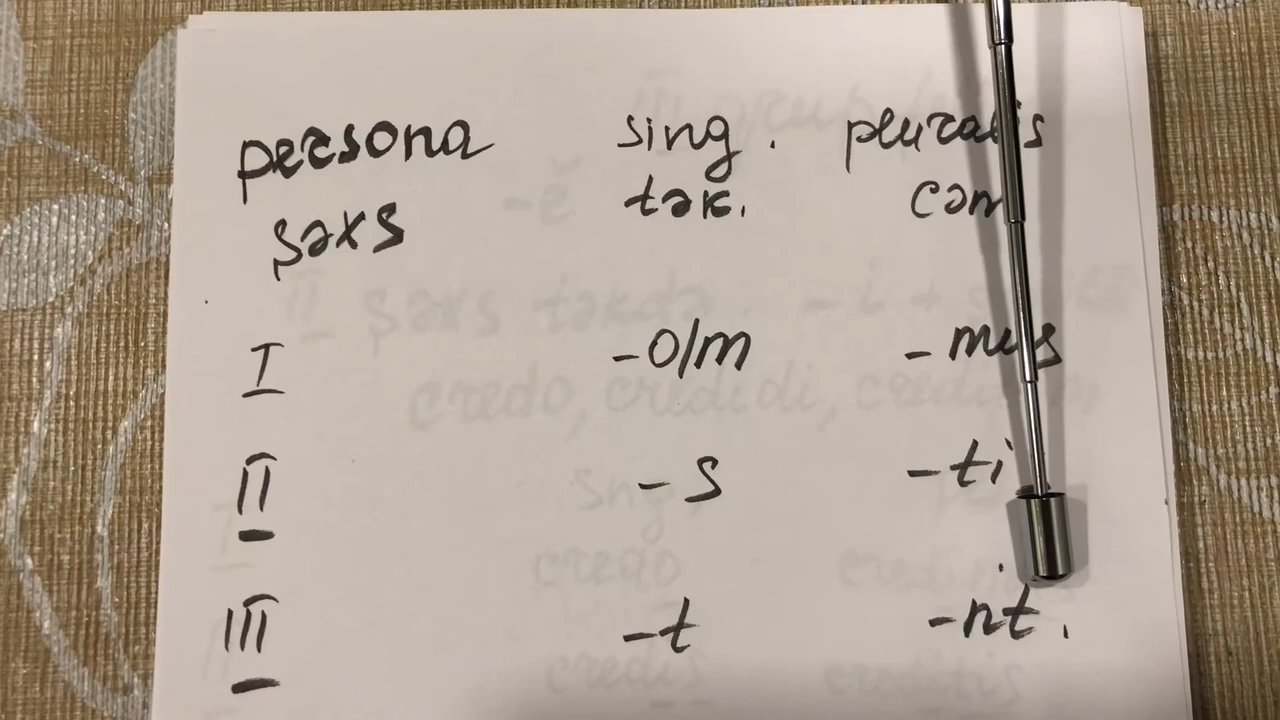 persona sing. pluralis
şəxs tək. cəm
I -o/m -mus
II -s -ti
III -t -nt.